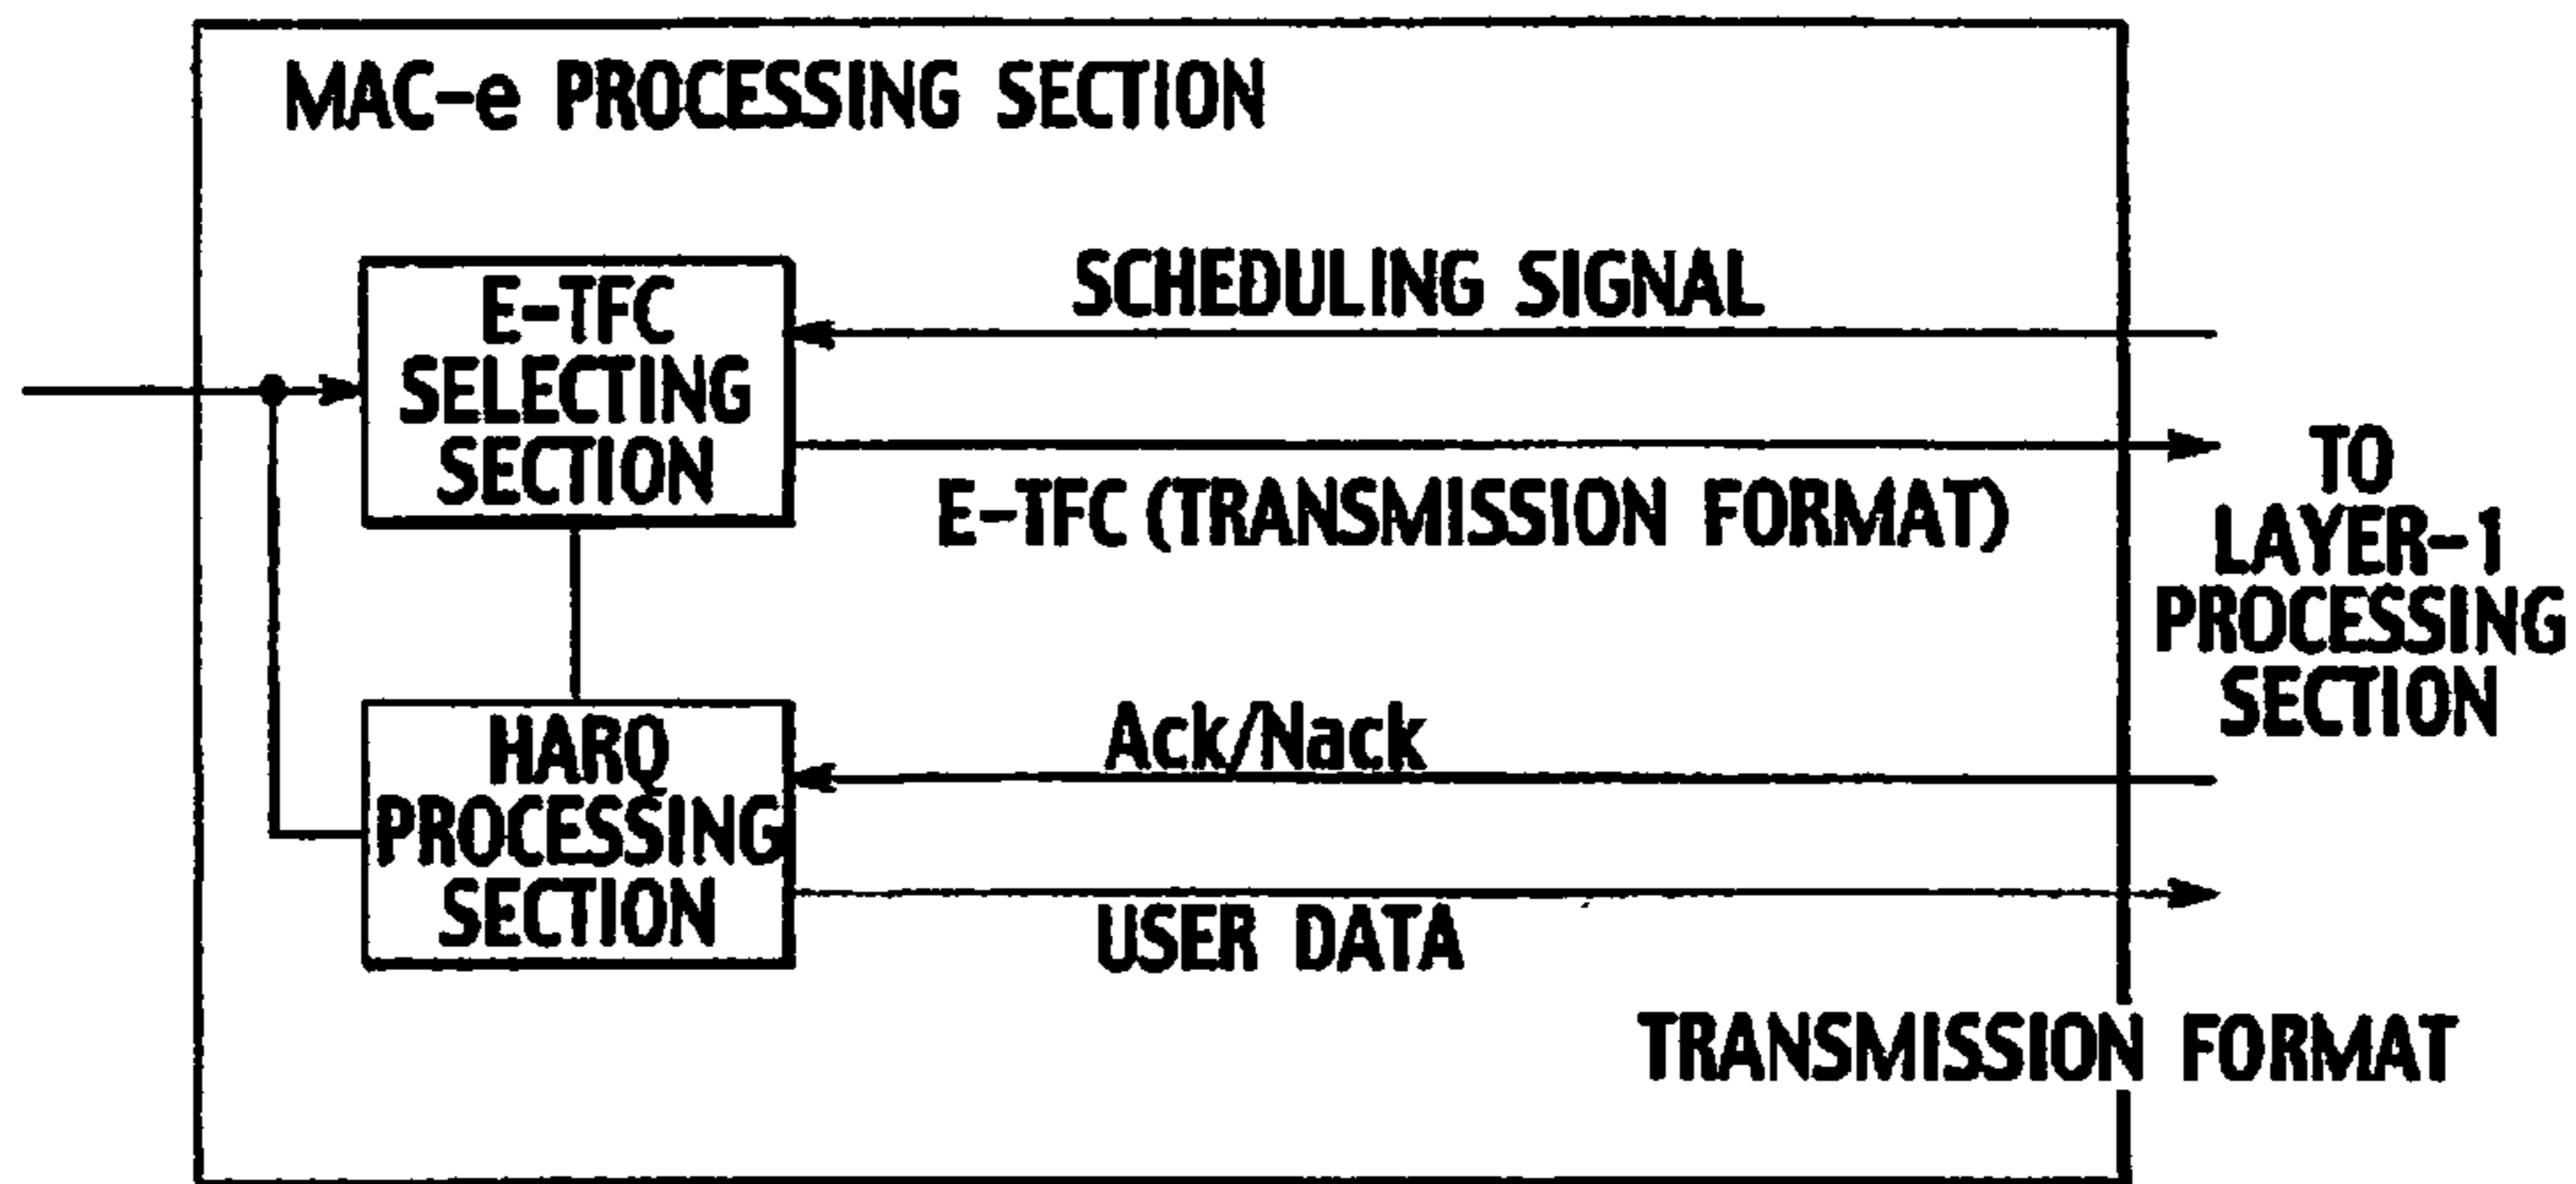 MAC-e PROCESSING SECTION
E-TFC
SELECTING
SECTION
SCHEDULING SIGNAL
E-TFC (TRANSMISSION FORMAT)
TO
LAYER-1
PROCESSING
SECTION
HARQ
PROCESSING
SECTION
Ack/Nack
USER DATA
TRANSMISSION FORMAT